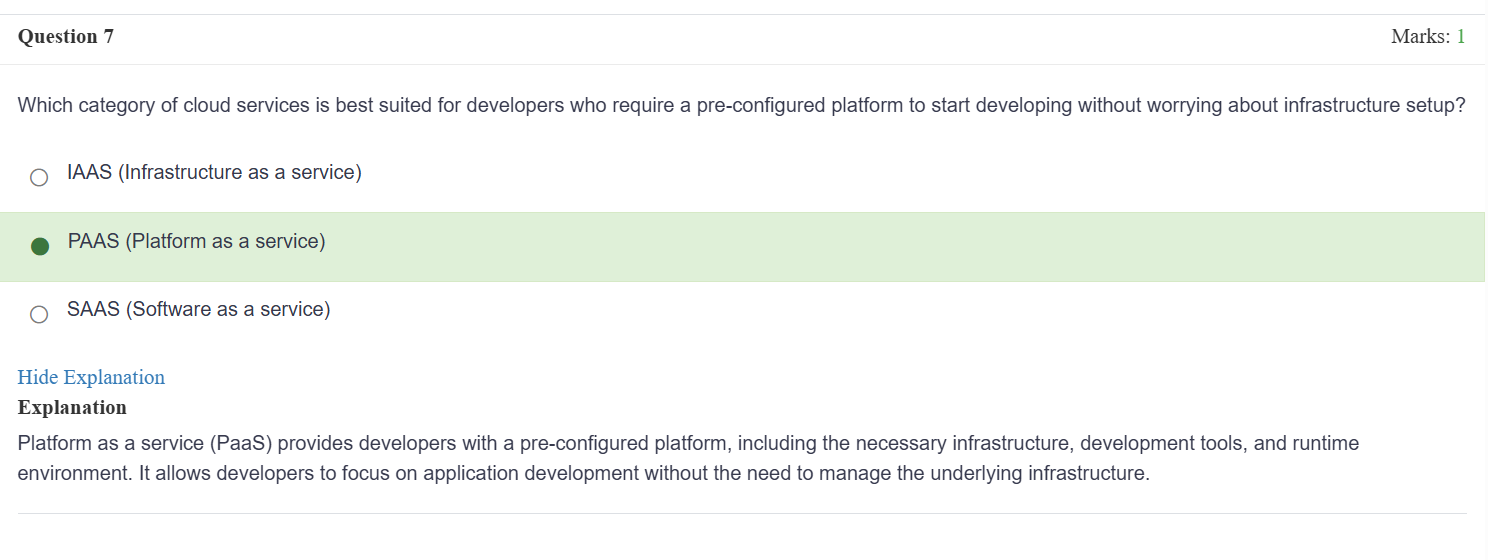 Question 7
Marks: 1
Which category of cloud services is best suited for developers who require a pre-configured platform to start developing without worrying about infrastructure setup?
IAAS (Infrastructure as a service)
PAAS (Platform as a service)
SAAS (Software as a service)
Hide Explanation
Explanation
Platform as a service (PaaS) provides developers with a pre-configured platform, including the necessary infrastructure, development tools, and runtime
environment. It allows developers to focus on application development without the need to manage the underlying infrastructure.